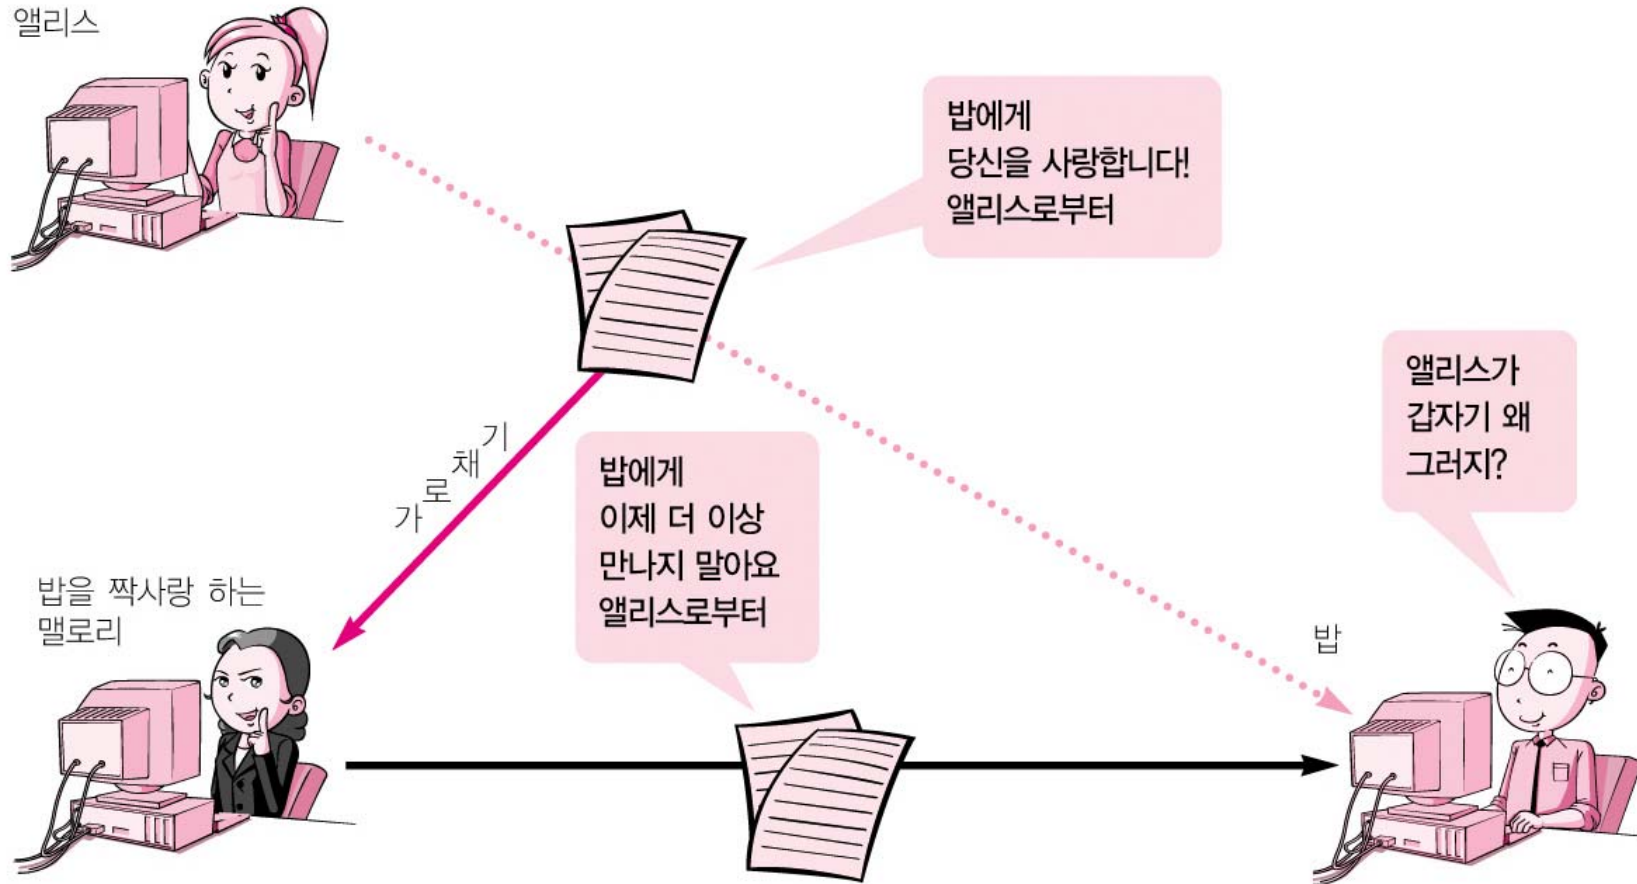 앨리스
밥에게
당신을 사랑합니다!
앨리스로부터
앨리스가
갑자기 왜
그러지?
가로채기
밥에게
이제 더 이상
만나지 말아요
앨리스로부터
밥을 짝사랑 하는
맬로리
밥